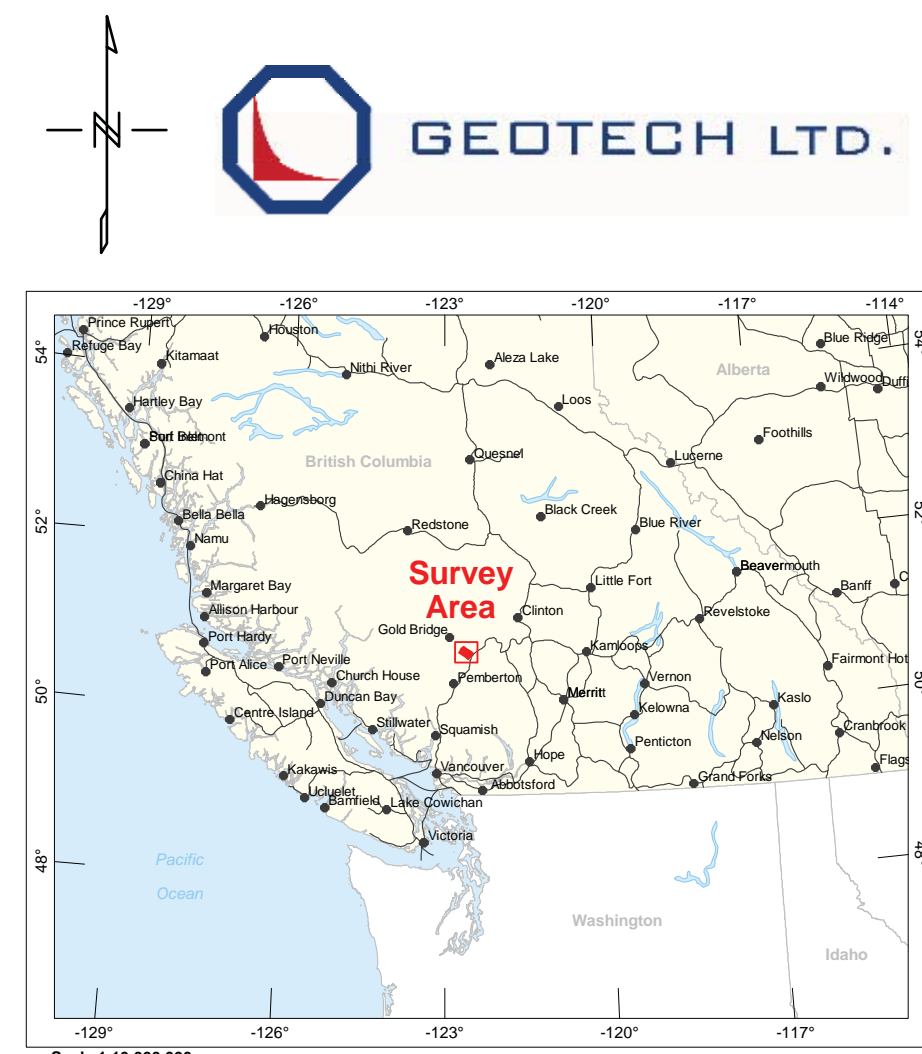 N
GEOTECH LTD.
-129° -126° -123° -120° -117° -114°
54° 54°
52° 52°
50° 50°
48° 48°
Prince Rupert
Refuge Bay
Houston
Kitamaat
Nithi River
Aleza Lake
Blue Ridge
Alberta
Wildwood
Hartley Bay
Loos
Foothills
British Columbia
Quesnel
Lucerne
China Hat
Hagensborg
Bella Bella
Redstone
Black Creek
Blue River
Namu
Beavermouth
Survey
Area
Margaret Bay
Little Fort
Banff
Allison Harbour
Clinton
Revelstoke
Port Hardy
Gold Bridge
Kamloops
Port Alice
Port Neville
Church House
Pemberton
Vernon
Fairmont Hot
Duncan Bay
Merritt
Kaslo
Centre Island
Kelowna
Stillwater
Squamish
Cranbrook
Penticton
Nelson
Kakawis
Vancouver
Hope
Flags
Ucluelet
Abbotsford
Grand Forks
Bamfield
Lake Cowichan
Victoria
Pacific
Ocean
Washington
Idaho
-129° -126° -123° -120° -117°